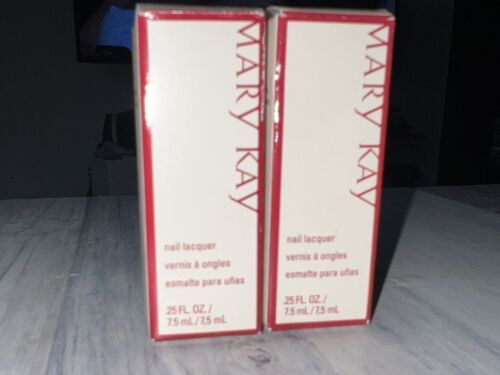 MARY KAY
nail lacquer
vernis à ongles
esmalte para uñas
.25 FL. OZ./
7.5 mL/7,5 mL
MARY KAY
nail lacquer
vernis à ongles
esmalte para uñas
.25 FL. OZ./
7.5 mL/7,5 mL